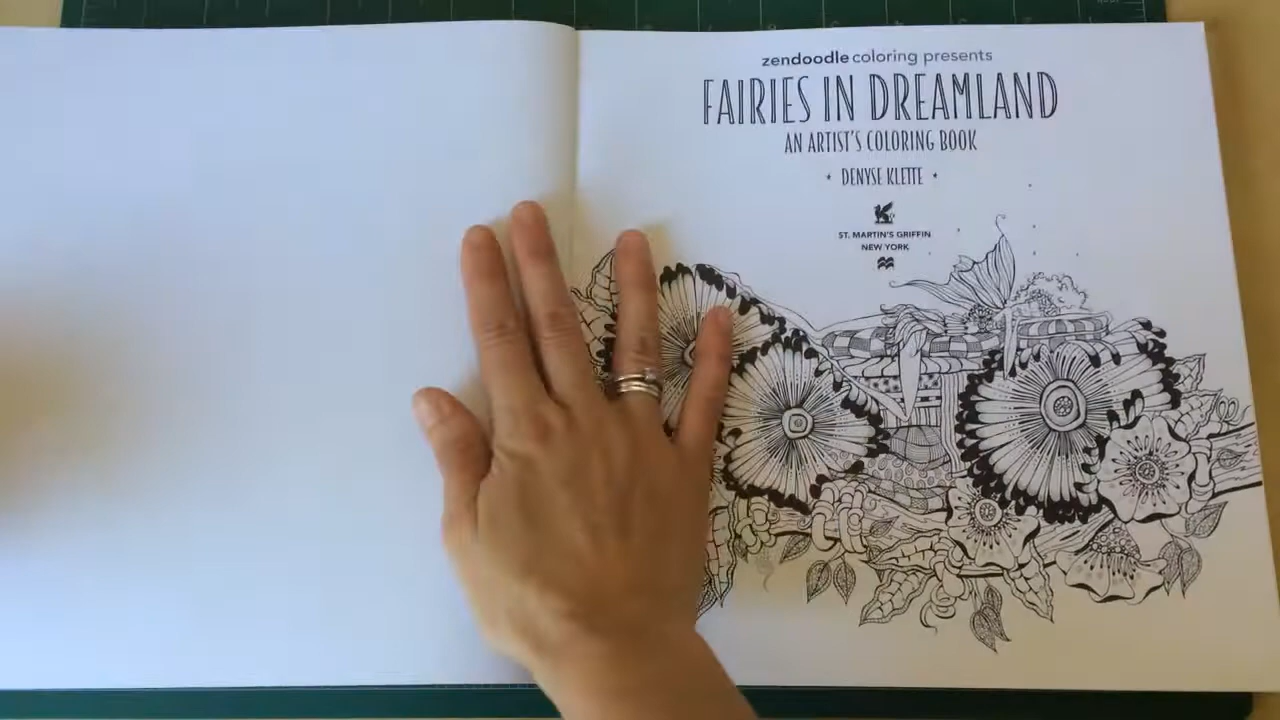 zendoodle coloring presents
FAIRIES IN DREAMLAND
AN ARTIST'S COLORING BOOK
• DENYSE KLETTE •
ST. MARTIN'S GRIFFIN
NEW YORK